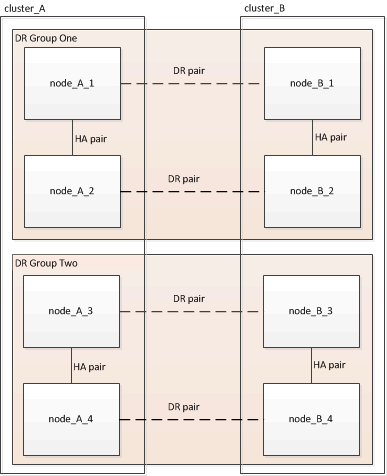 cluster_A
cluster_B
DR Group One
node_A_1
DR pair
node_B_1
HA pair
HA pair
node_A_2
DR pair
node_B_2
DR Group Two
node_A_3
DR pair
node_B_3
HA pair
HA pair
node_A_4
DR pair
node_B_4